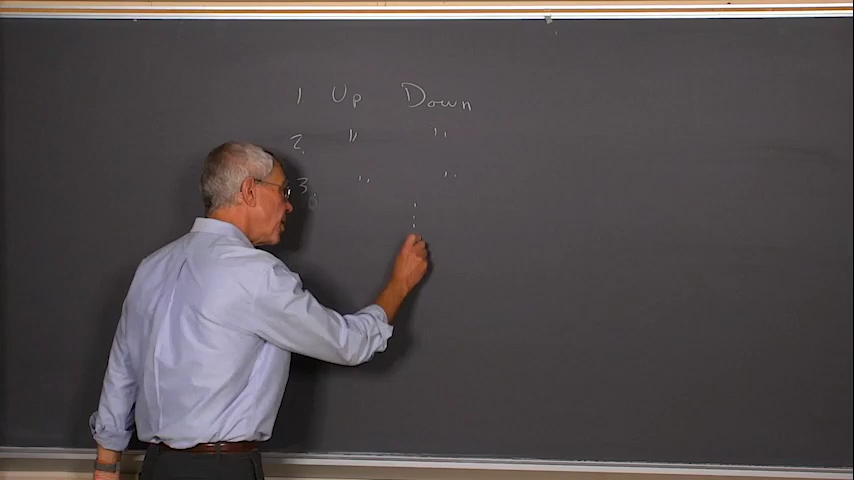 1 Up Down
2. " "
3. " "
⋮